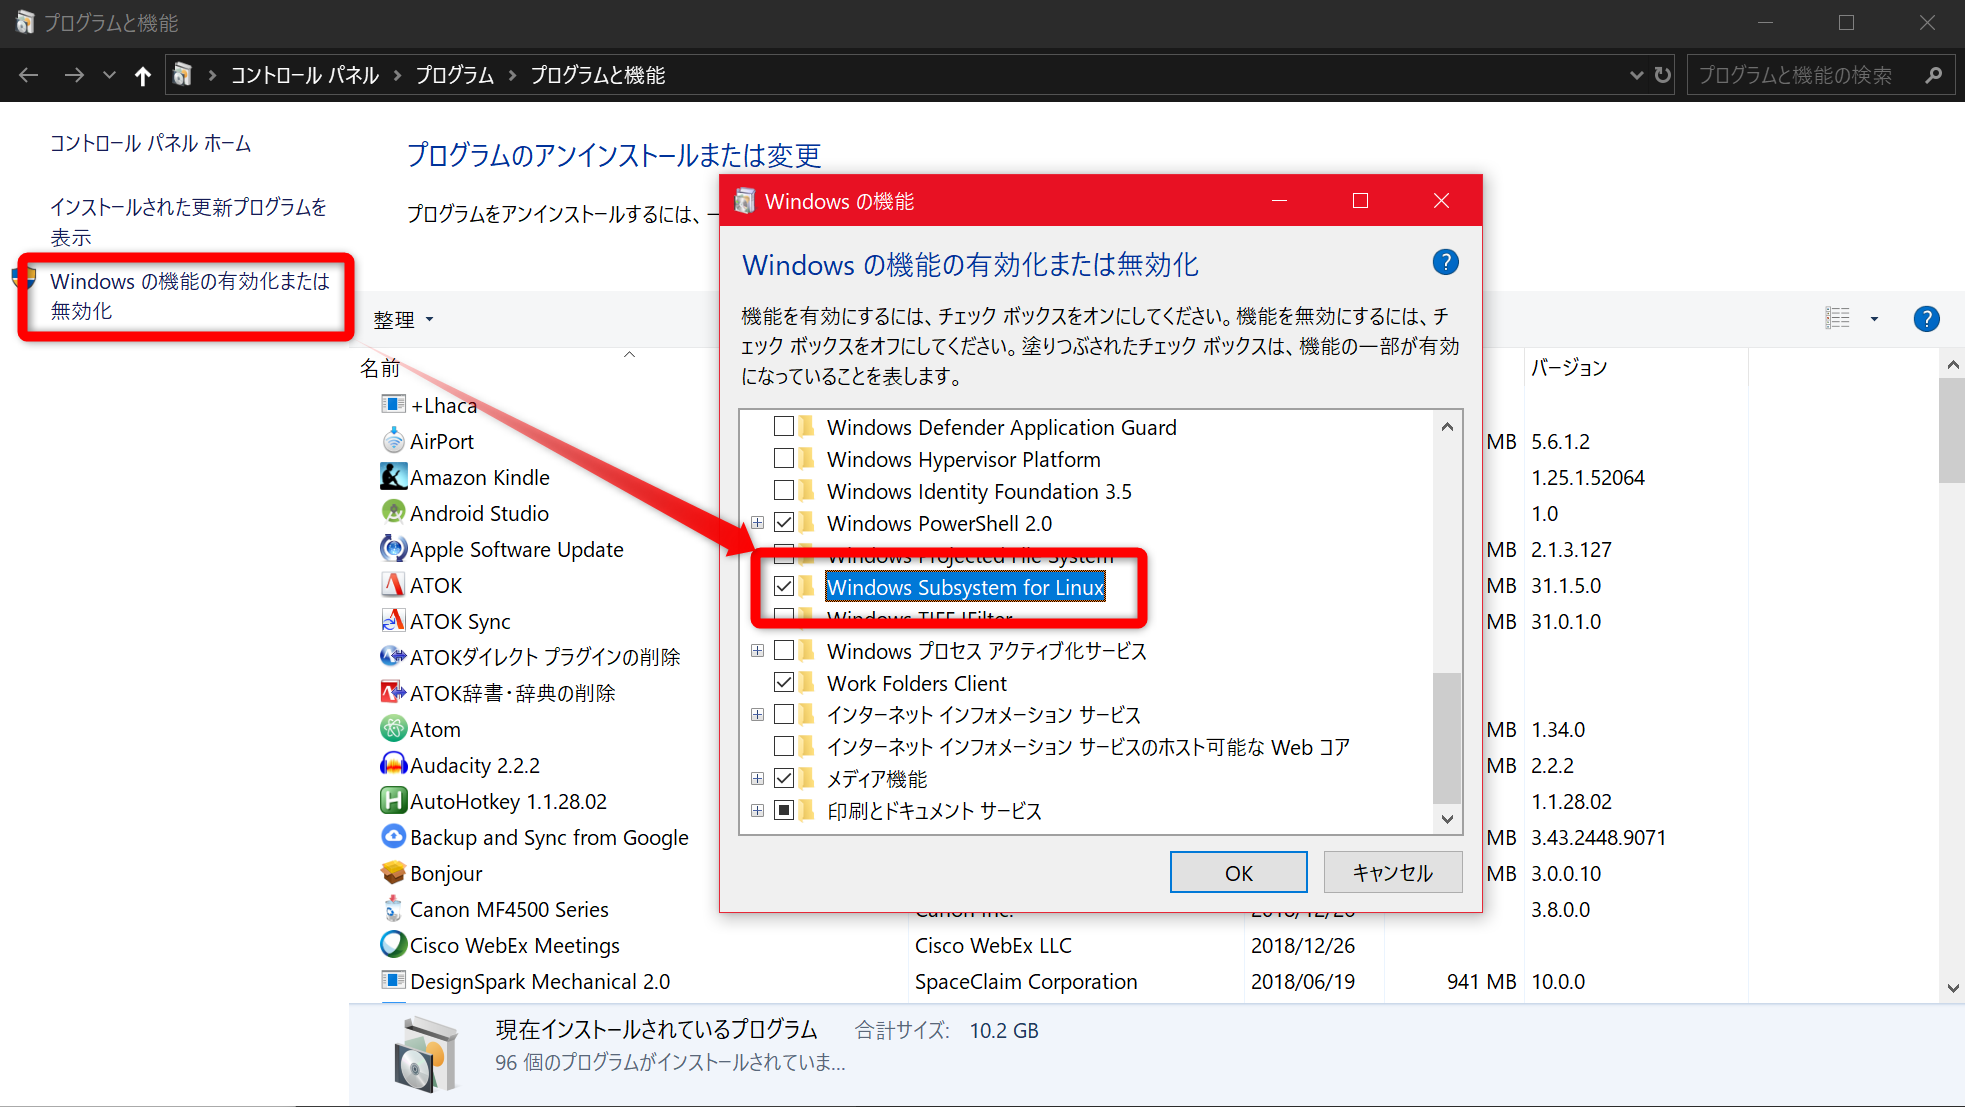 プログラムと機能
コントロール パネル > プログラム > プログラムと機能
プログラムと機能の検索
コントロール パネル ホーム
インストールされた更新プログラムを
表示
Windows の機能の有効化または
無効化
プログラムのアンインストールまたは変更
プログラムをアンインストールするには、
整理
名前
バージョン
+Lhaca
AirPort
MB 5.6.1.2
Amazon Kindle
1.25.1.52064
Android Studio
1.0
Apple Software Update
MB 2.1.3.127
ATOK
MB 31.1.5.0
ATOK Sync
MB 31.0.1.0
ATOKダイレクト プラグインの削除
ATOK辞書・辞典の削除
Atom
MB 1.34.0
Audacity 2.2.2
MB 2.2.2
AutoHotkey 1.1.28.02
1.1.28.02
Backup and Sync from Google
MB 3.43.2448.9071
Bonjour
MB 3.0.0.10
Canon MF4500 Series Canon Inc. 2018/12/26
3.8.0.0
Cisco WebEx Meetings Cisco WebEx LLC 2018/12/26
DesignSpark Mechanical 2.0 SpaceClaim Corporation 2018/06/19 941 MB 10.0.0
現在インストールされているプログラム 合計サイズ: 10.2 GB
96 個のプログラムがインストールされていま...
Windows の機能
Windows の機能の有効化または無効化
機能を有効にするには、チェック ボックスをオンにしてください。機能を無効にするには、チ
ェック ボックスをオフにしてください。塗りつぶされたチェック ボックスは、機能の一部が有効
になっていることを表します。
Windows Defender Application Guard
Windows Hypervisor Platform
Windows Identity Foundation 3.5
Windows PowerShell 2.0
Windows Projected File System
Windows Subsystem for Linux
Windows TIFF IFilter
Windows プロセス アクティブ化サービス
Work Folders Client
インターネット インフォメーション サービス
インターネット インフォメーション サービスのホスト可能な Web コア
メディア機能
印刷とドキュメント サービス
OK
キャンセル